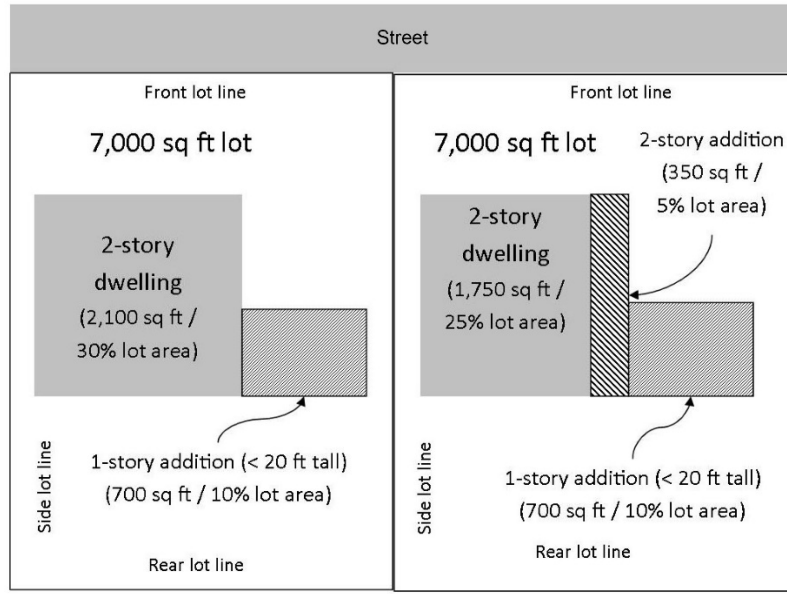 Street
Front lot line
7,000 sq ft lot
2-story
dwelling
(2,100 sq ft /
30% lot area)
1-story addition (< 20 ft tall)
(700 sq ft / 10% lot area)
Side lot line
Rear lot line
Front lot line
7,000 sq ft lot
2-story addition
(350 sq ft /
5% lot area)
2-story
dwelling
(1,750 sq ft /
25% lot area)
1-story addition (< 20 ft tall)
(700 sq ft / 10% lot area)
Side lot line
Rear lot line